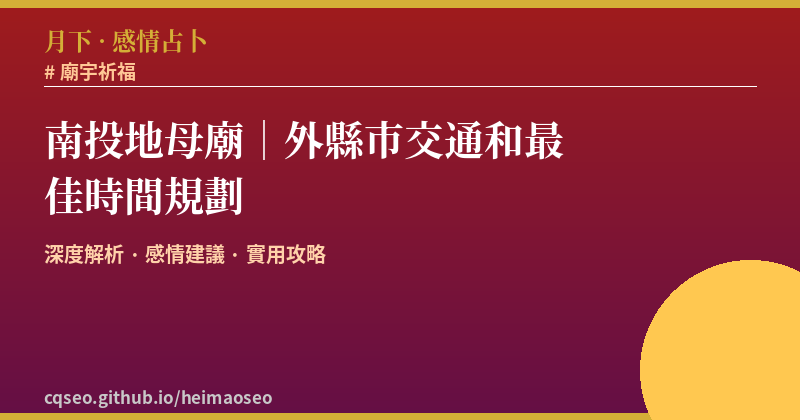 月下 · 感情占卜
# 廟宇祈福
南投地母廟｜外縣市交通和最
佳時間規劃
深度解析 · 感情建議 · 實用攻略
cqseo.github.io/heimaoseo